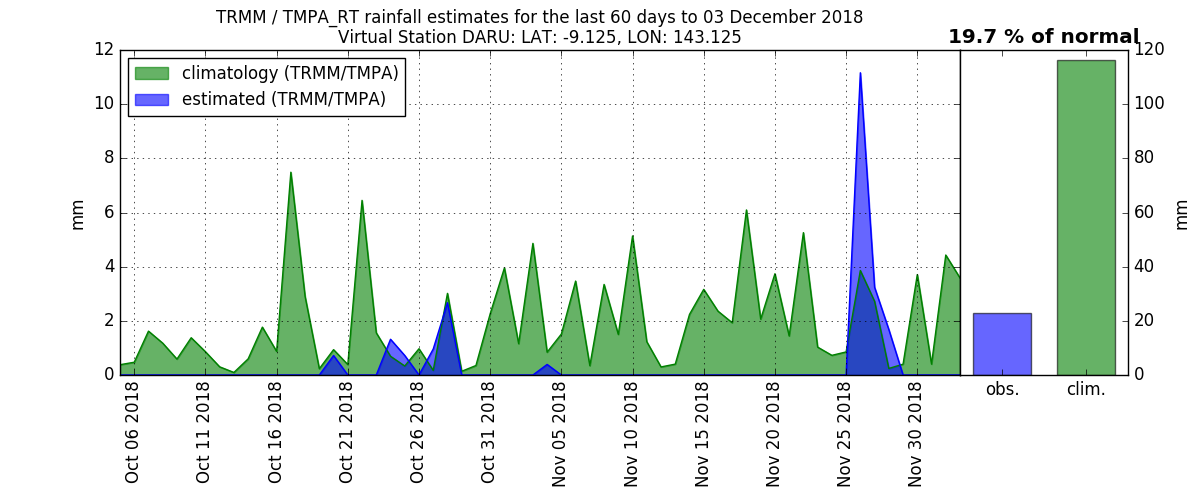 TRMM / TMPA_RT rainfall estimates for the last 60 days to 03 December 2018
Virtual Station DARU: LAT: -9.125, LON: 143.125
19.7 % of normal
climatology (TRMM/TMPA)
estimated (TRMM/TMPA)
12
10
8
6
4
2
0
mm
Oct 06 2018
Oct 11 2018
Oct 16 2018
Oct 21 2018
Oct 26 2018
Oct 31 2018
Nov 05 2018
Nov 10 2018
Nov 15 2018
Nov 20 2018
Nov 25 2018
Nov 30 2018
obs.
clim.
120
100
80
60
40
20
0
mm